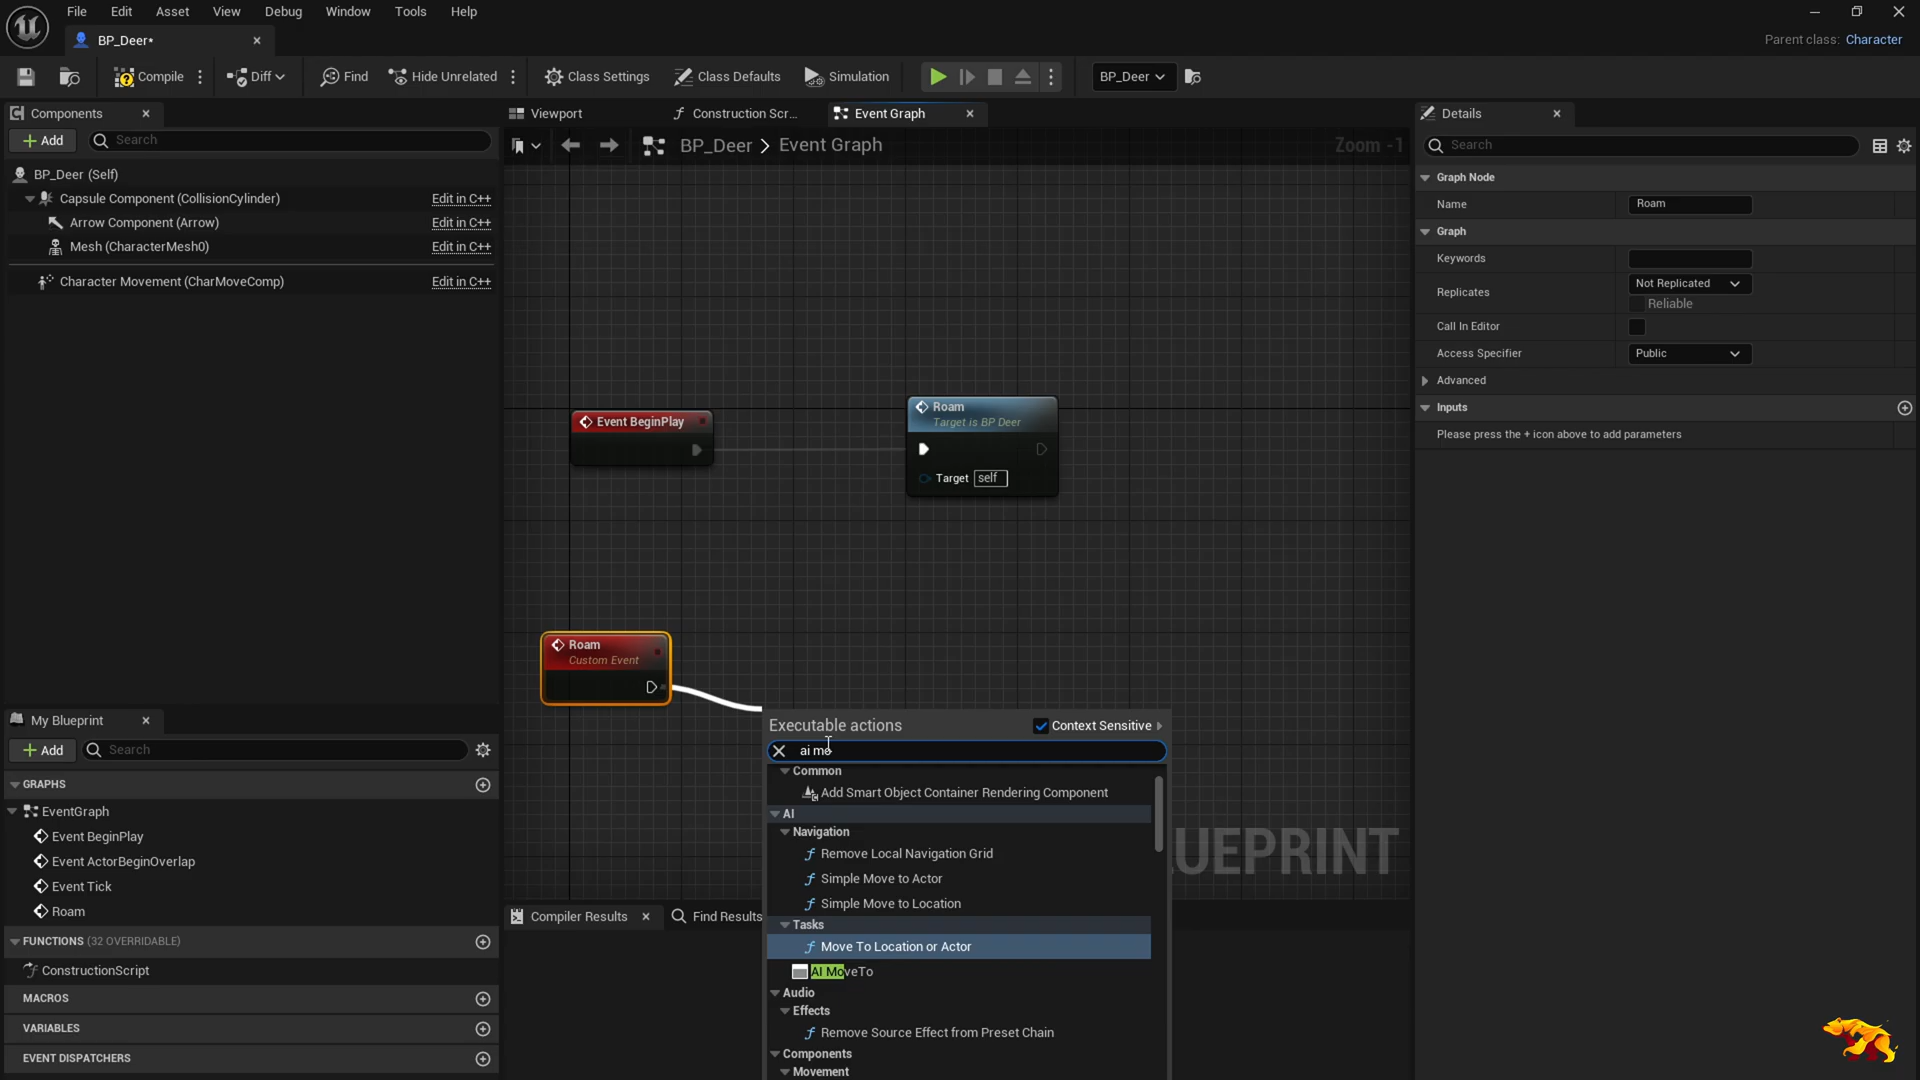 File Edit Asset View Debug Window Tools Help
BP_Deer*
Parent class: Character
Compile Diff Find Hide Unrelated Class Settings Class Defaults Simulation BP_Deer
Components
Viewport Construction Scr... Event Graph
Details
Add Search
BP_Deer > Event Graph
Zoom -1
Search
BP_Deer (Self)
Capsule Component (CollisionCylinder) Edit in C++
Arrow Component (Arrow) Edit in C++
Mesh (CharacterMesh0) Edit in C++
Character Movement (CharMoveComp) Edit in C++
Graph Node
Name Roam
Graph
Keywords
Replicates Not Replicated
Reliable
Call In Editor
Access Specifier Public
Advanced
Inputs
Please press the + icon above to add parameters
Event BeginPlay
Roam
Target is BP Deer
Target self
Roam
Custom Event
Executable actions Context Sensitive
ai mo
Common
Add Smart Object Container Rendering Component
AI
Navigation
Remove Local Navigation Grid
Simple Move to Actor
Simple Move to Location
Tasks
Move To Location or Actor
AI MoveTo
Audio
Effects
Remove Source Effect from Preset Chain
Components
Movement
UEPRINT
My Blueprint
Add Search
GRAPHS
EventGraph
Event BeginPlay
Event ActorBeginOverlap
Event Tick
Roam
FUNCTIONS (32 OVERRIDABLE)
ConstructionScript
MACROS
VARIABLES
EVENT DISPATCHERS
Compiler Results Find Results